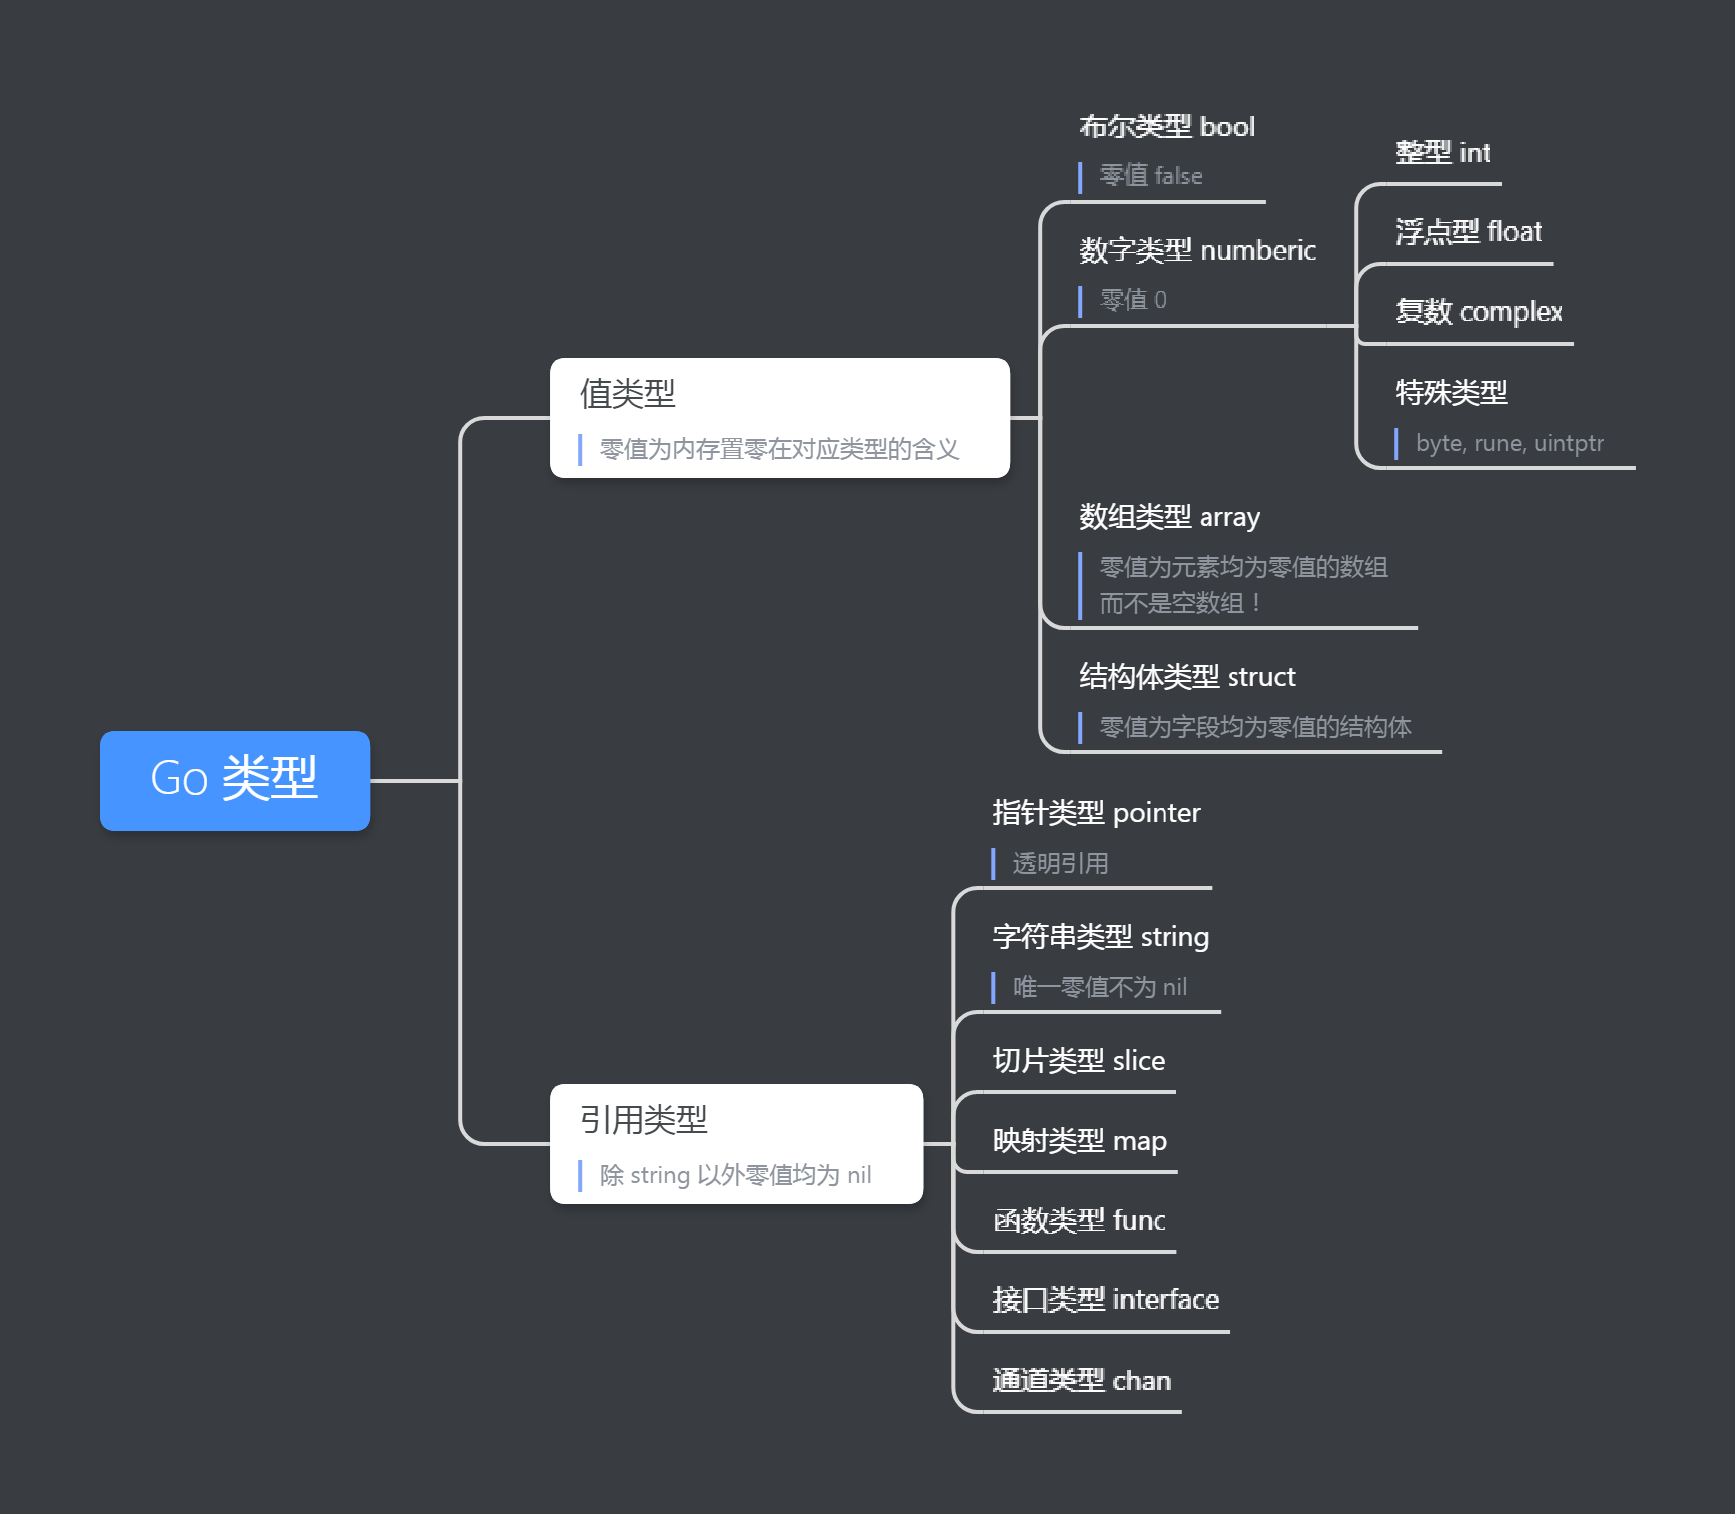 Go 类型
值类型
零值为内存置零在对应类型的含义
布尔类型 bool
零值 false
数字类型 numberic
零值 0
整型 int
浮点型 float
复数 complex
特殊类型
byte, rune, uintptr
数组类型 array
零值为元素均为零值的数组
而不是空数组！
结构体类型 struct
零值为字段均为零值的结构体
引用类型
除 string 以外零值均为 nil
指针类型 pointer
透明引用
字符串类型 string
唯一零值不为 nil
切片类型 slice
映射类型 map
函数类型 func
接口类型 interface
通道类型 chan